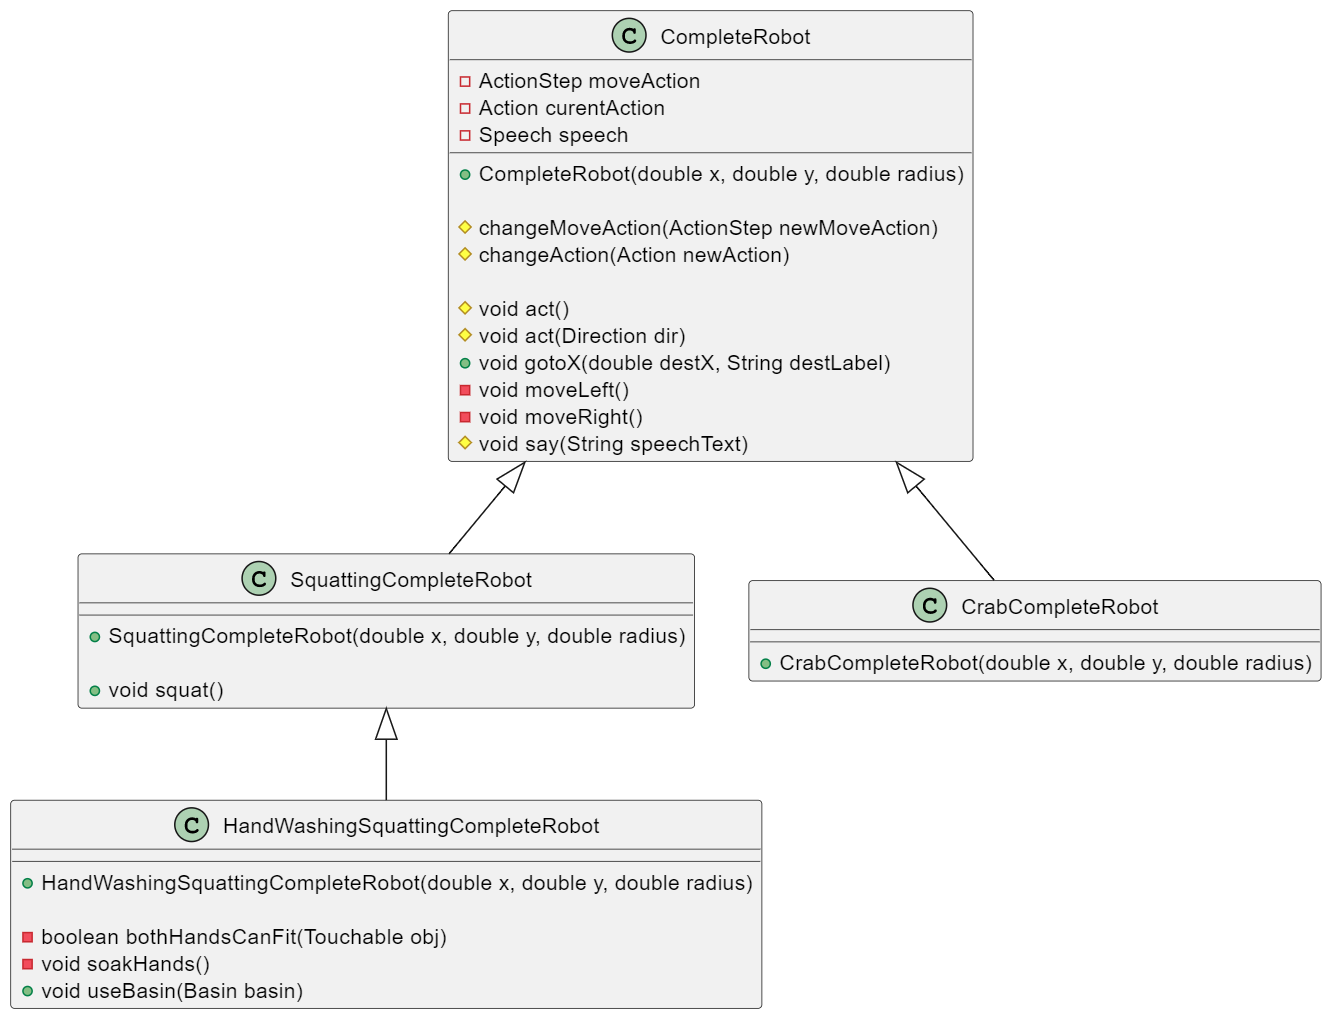 C CompleteRobot
ActionStep moveAction
Action curentAction
Speech speech
CompleteRobot(double x, double y, double radius)
changeMoveAction(ActionStep newMoveAction)
changeAction(Action newAction)
void act()
void act(Direction dir)
void gotoX(double destX, String destLabel)
void moveLeft()
void moveRight()
void say(String speechText)
C SquattingCompleteRobot
SquattingCompleteRobot(double x, double y, double radius)
void squat()
C CrabCompleteRobot
CrabCompleteRobot(double x, double y, double radius)
C HandWashingSquattingCompleteRobot
HandWashingSquattingCompleteRobot(double x, double y, double radius)
boolean bothHandsCanFit(Touchable obj)
void soakHands()
void useBasin(Basin basin)